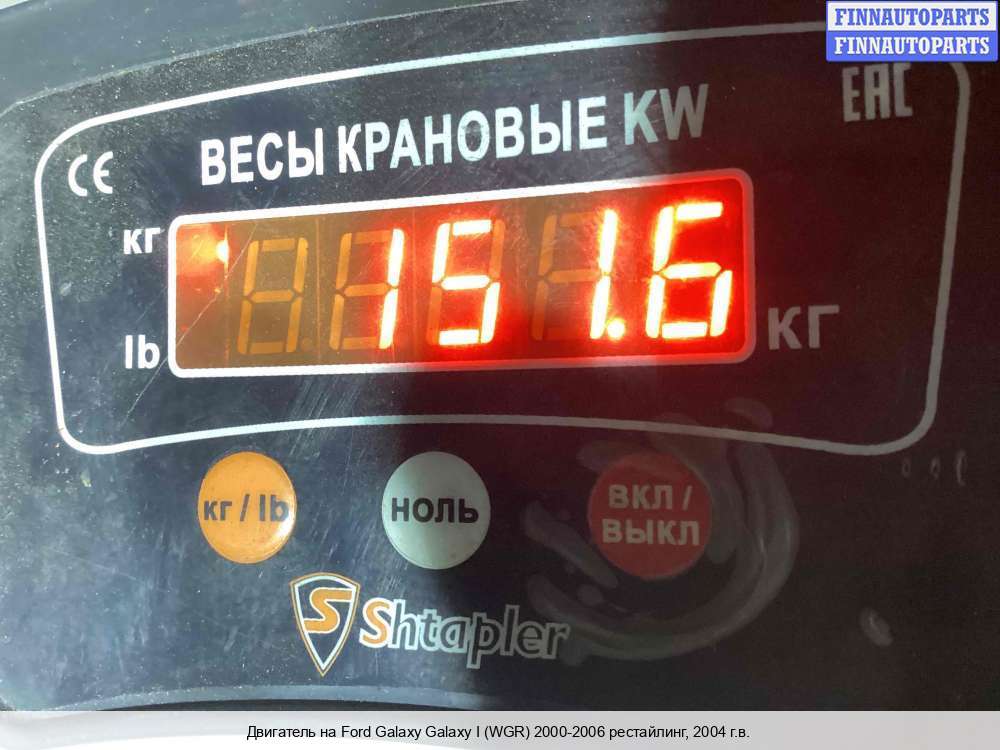 FINNAUTOPARTS
FINNAUTOPARTS
EAC
CE
ВЕСЫ КРАНОВЫЕ KW
кг
151.6
lb
КГ
кг / lb
НОЛЬ
ВКЛ /
ВЫКЛ
S Shtapler
Двигатель на Ford Galaxy Galaxy I (WGR) 2000-2006 рестайлинг, 2004 г.в.